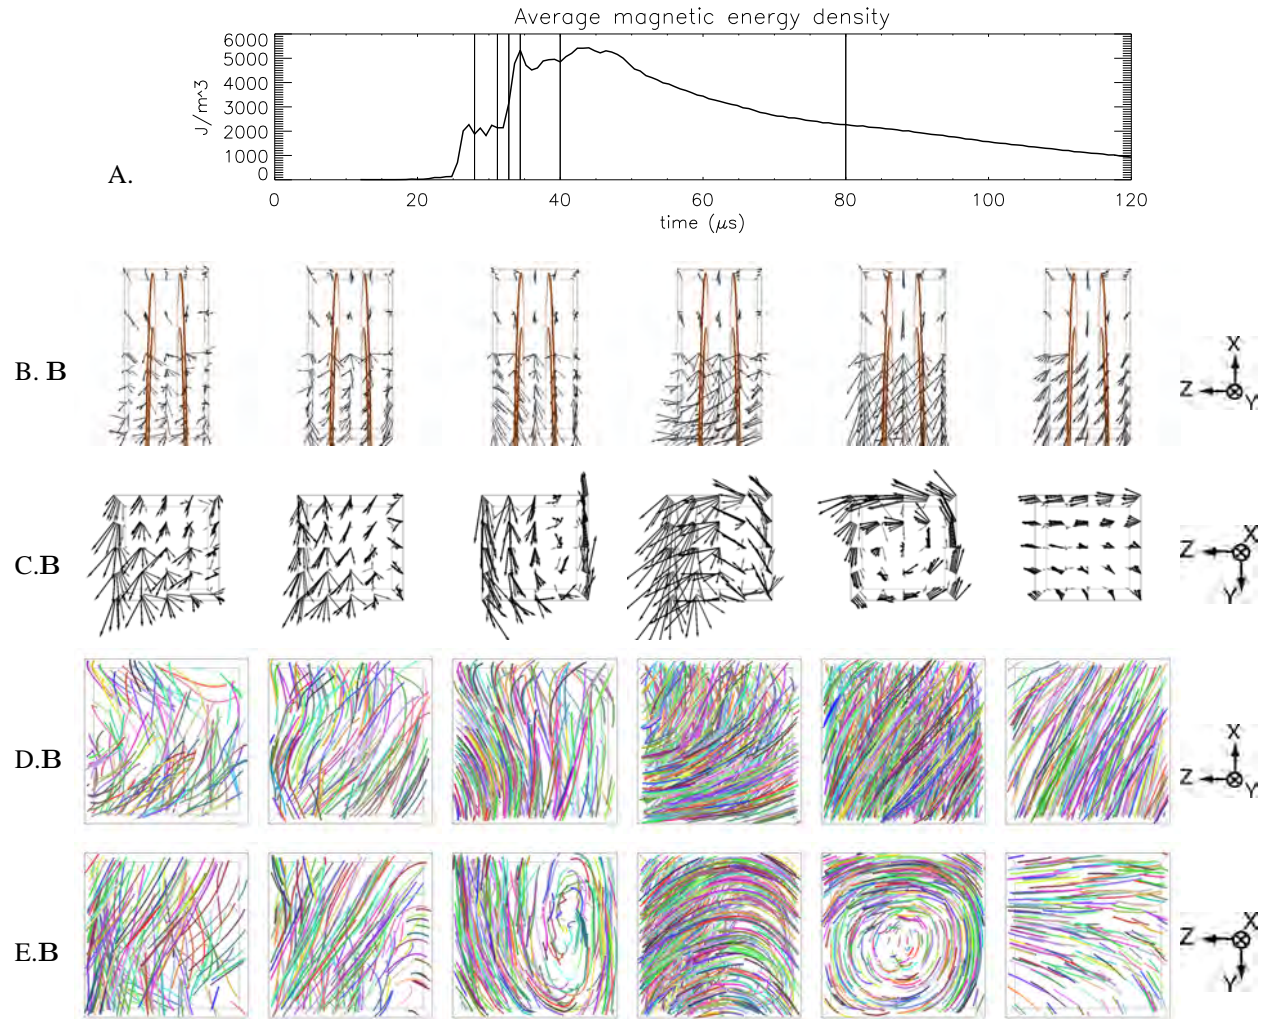 Average magnetic energy density
6000
5000
4000
3000
2000
1000
0
J/m^3
A.
0 20 40 60 80 100 120
time (μs)
B. B
X
Z
Y
C.B
X
Z
Y
D.B
X
Z
Y
E.B
X
Z
Y